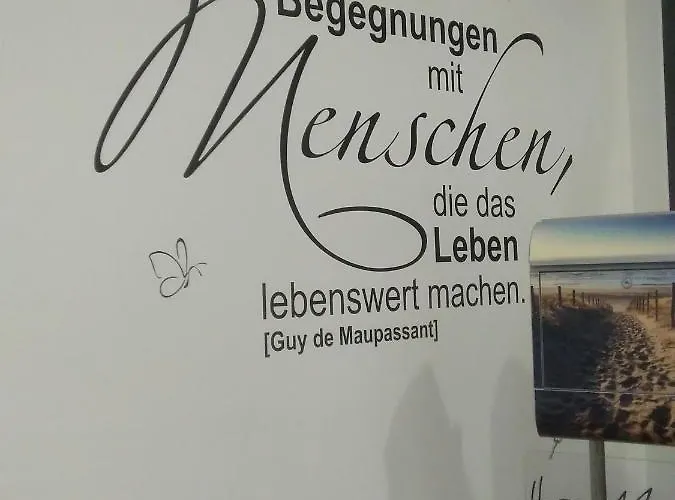 Begegnungen
mit
Menschen,
die das
Leben
lebenswert machen.
[Guy de Maupassant]